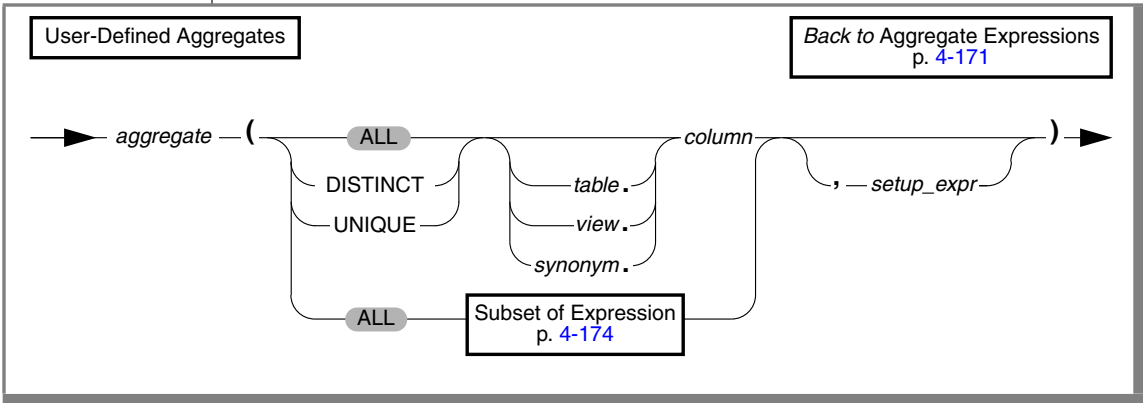 User-Defined Aggregates
Back to Aggregate Expressions
p. 4-171
aggregate ( ALL column )
DISTINCT table. , setup_expr
UNIQUE view.
synonym.
ALL Subset of Expression
p. 4-174